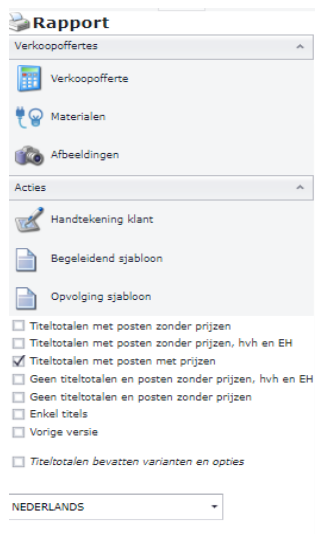 Rapport
Verkoopoffertes
Verkoopofferte
Materialen
Afbeeldingen
Acties
Handtekening klant
Begeleidend sjabloon
Opvolging sjabloon
Titeltotalen met posten zonder prijzen
Titeltotalen met posten zonder prijzen, hvh en EH
Titeltotalen met posten met prijzen
Geen titeltotalen en posten zonder prijzen, hvh en EH
Geen titeltotalen en posten zonder prijzen
Enkel titels
Vorige versie
Titeltotalen bevatten varianten en opties
NEDERLANDS